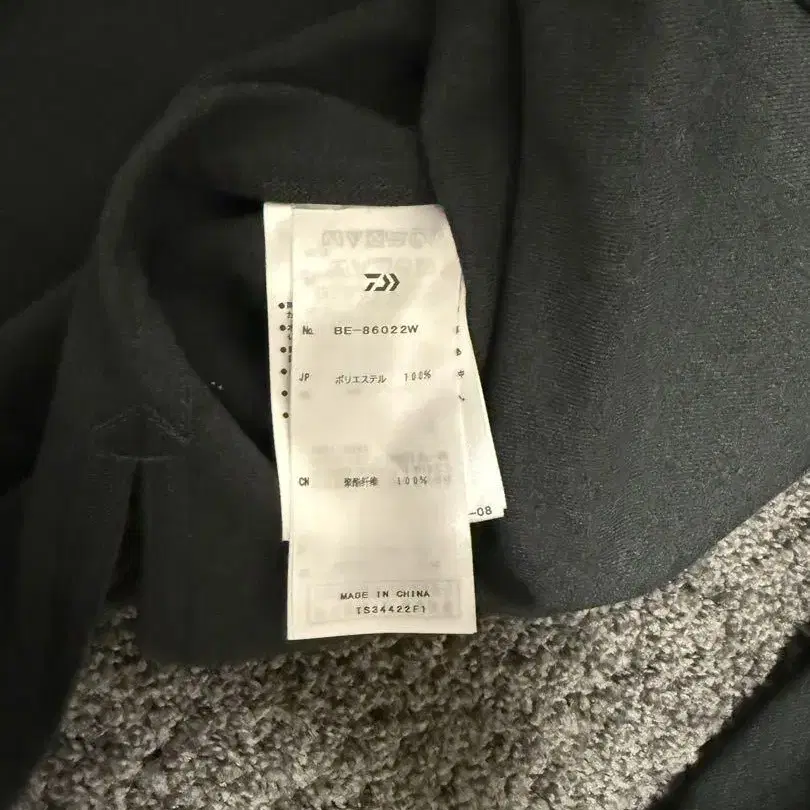 No. BE-86022W
JP ポリエステル 100%
CN 聚酯纤维 100%
-08
MADE IN CHINA
IS34422F1